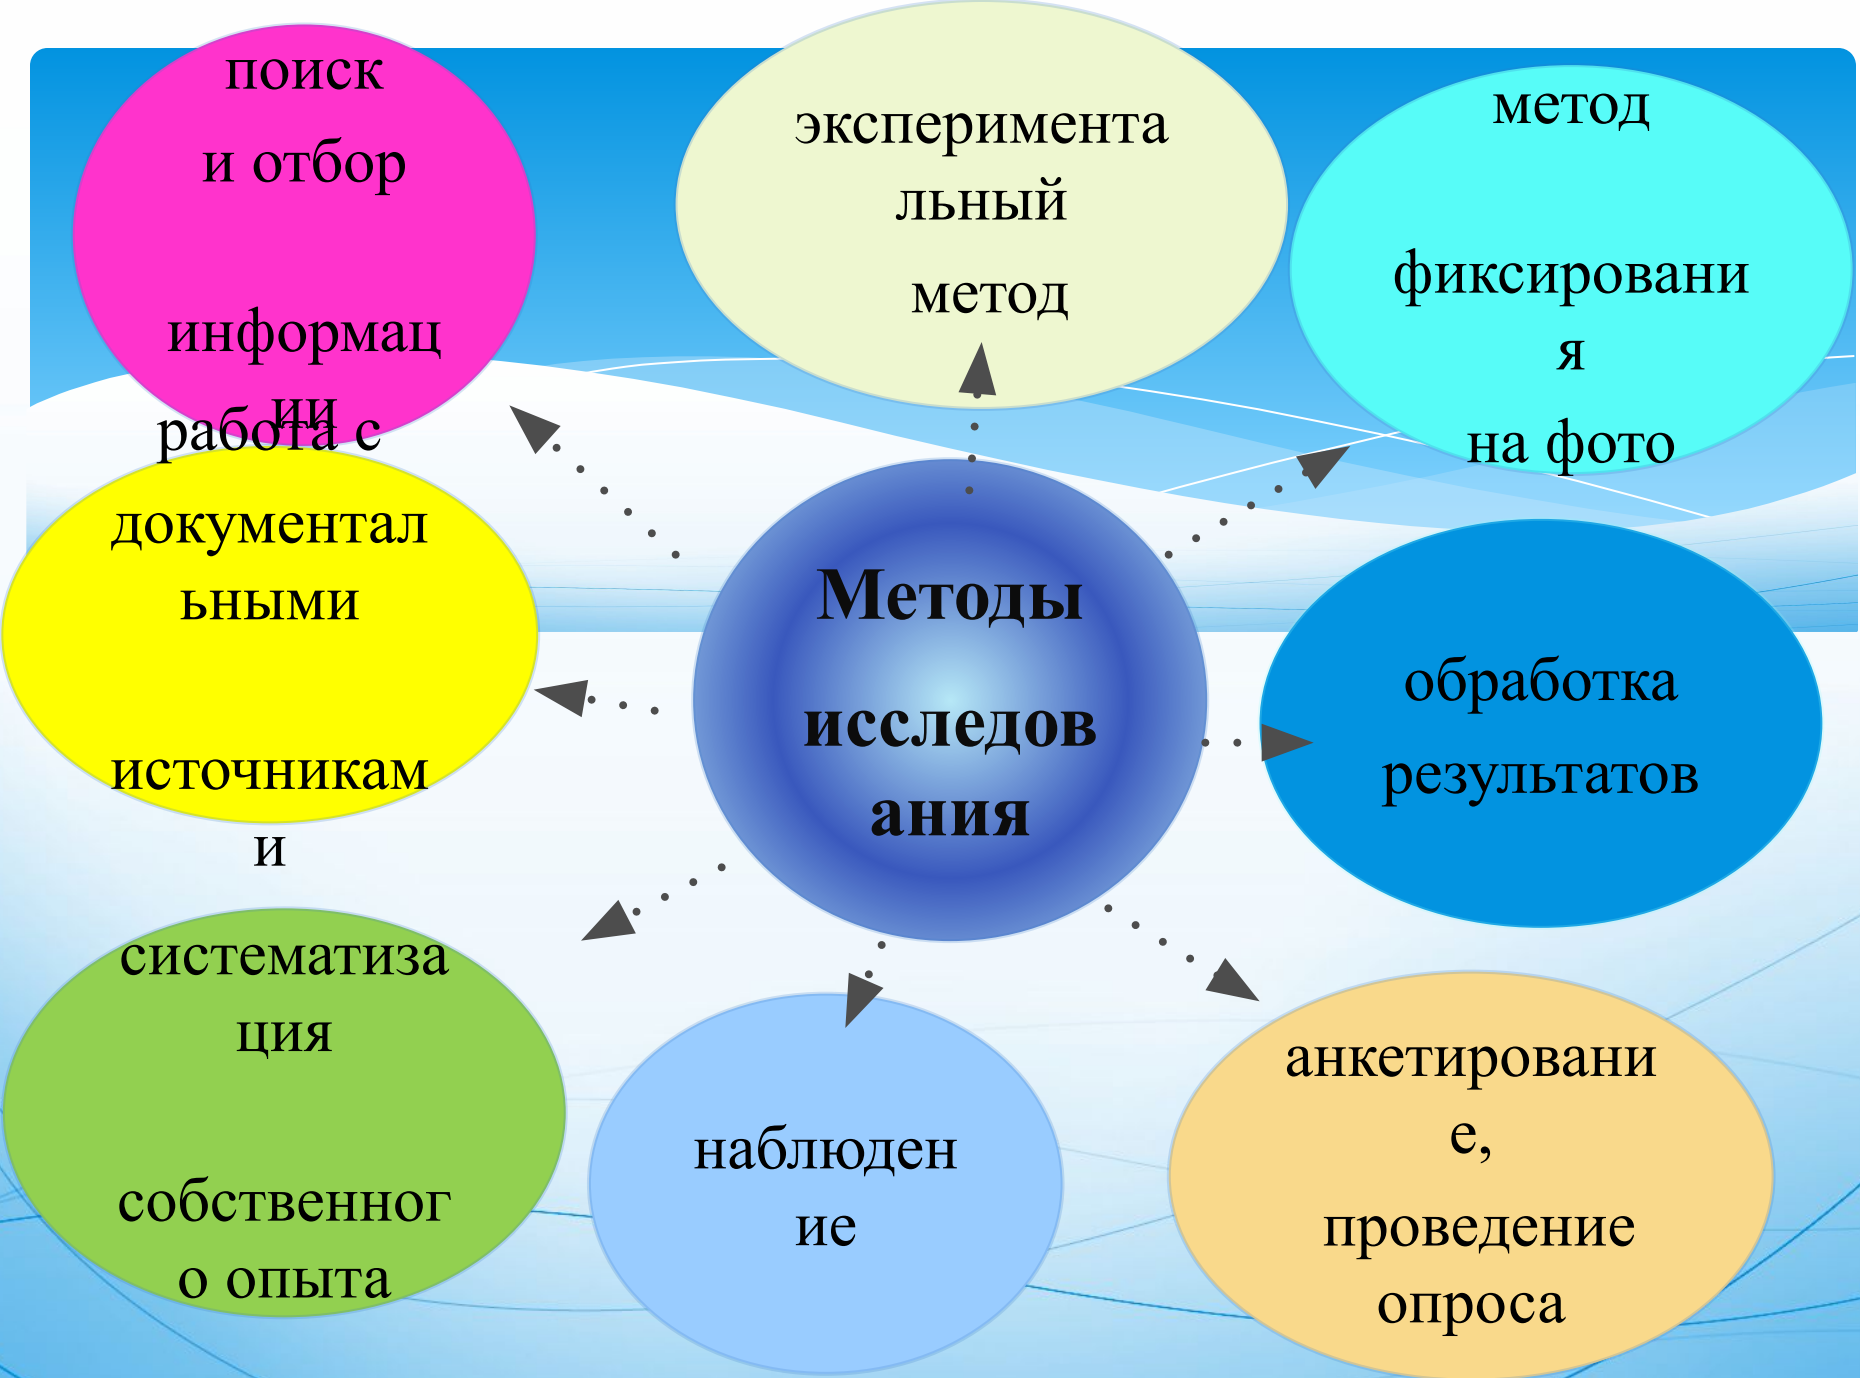 поиск
и отбор
информац
ии
экспериментa
льный
метод
метод
фиксировани
я
на фото
работа с
документал
ьными
источникам
и
Методы
исследов
ания
обработка
результатов
систематиза
ция
собственног
о опыта
наблюден
ие
анкетировани
е,
проведение
опроса